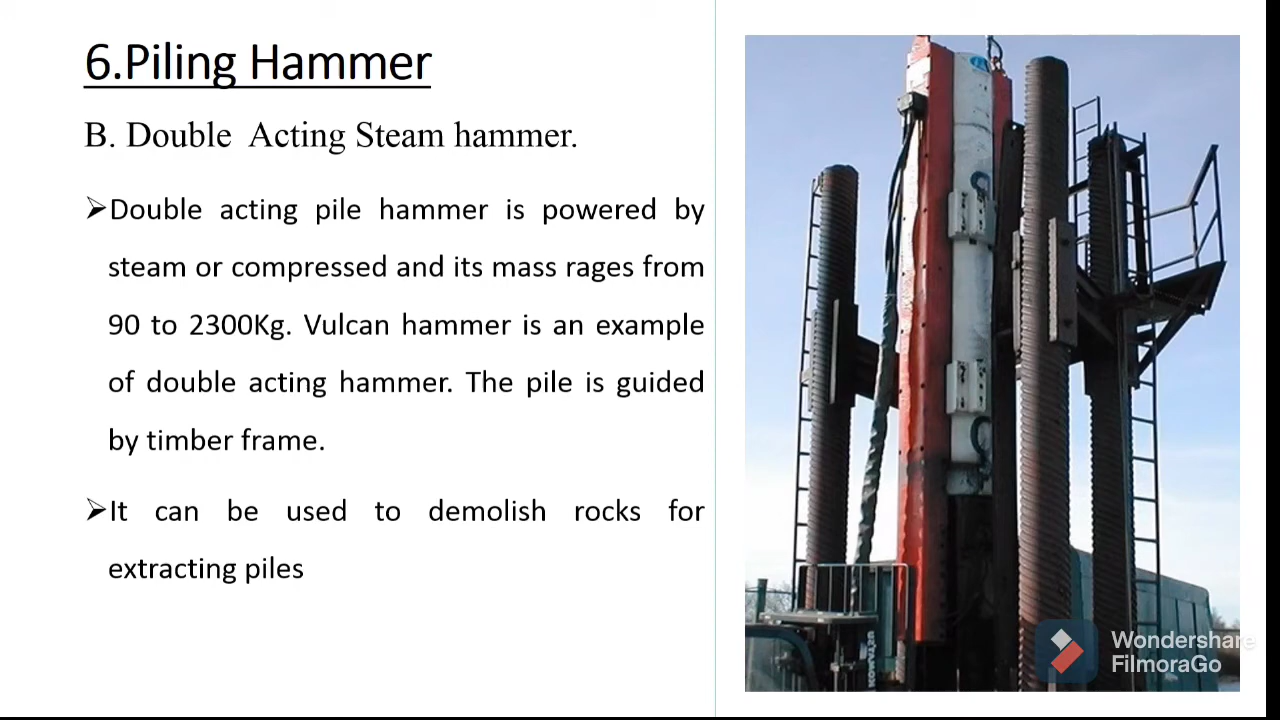 6.Piling Hammer
B. Double Acting Steam hammer.
➢Double acting pile hammer is powered by
steam or compressed and its mass rages from
90 to 2300Kg. Vulcan hammer is an example
of double acting hammer. The pile is guided
by timber frame.
➢It can be used to demolish rocks for
extracting piles
Wondershare
FilmoraGo